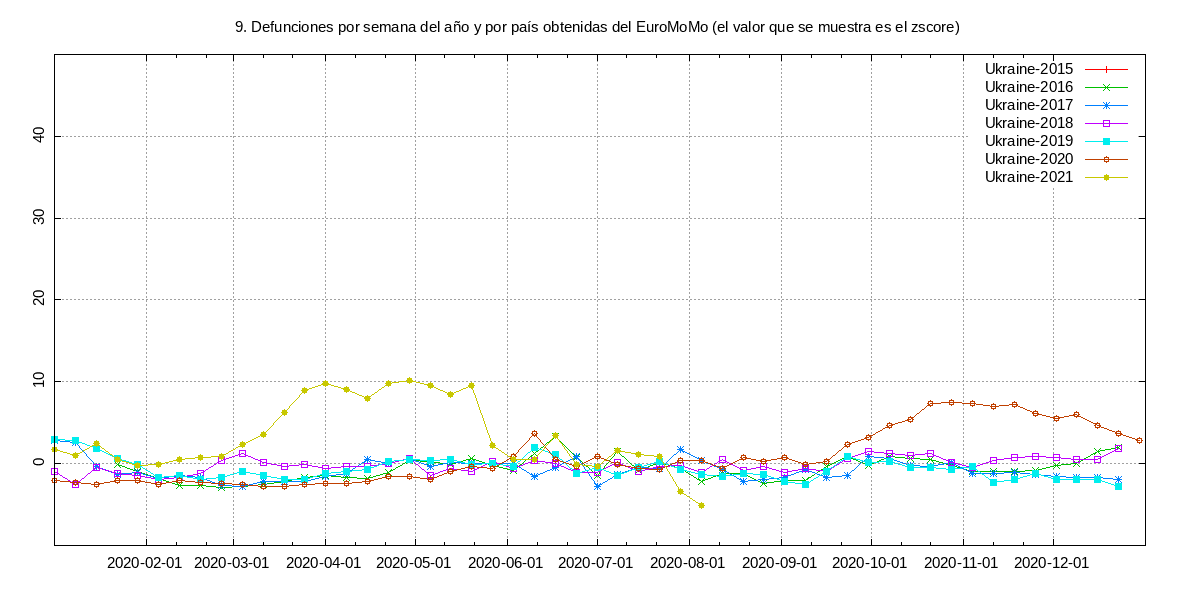 9. Defunciones por semana del año y por país obtenidas del EuroMoMo (el valor que se muestra es el zscore)
Ukraine-2015
Ukraine-2016
Ukraine-2017
Ukraine-2018
Ukraine-2019
Ukraine-2020
Ukraine-2021
40
30
20
10
0
2020-02-01 2020-03-01 2020-04-01 2020-05-01 2020-06-01 2020-07-01 2020-08-01 2020-09-01 2020-10-01 2020-11-01 2020-12-01